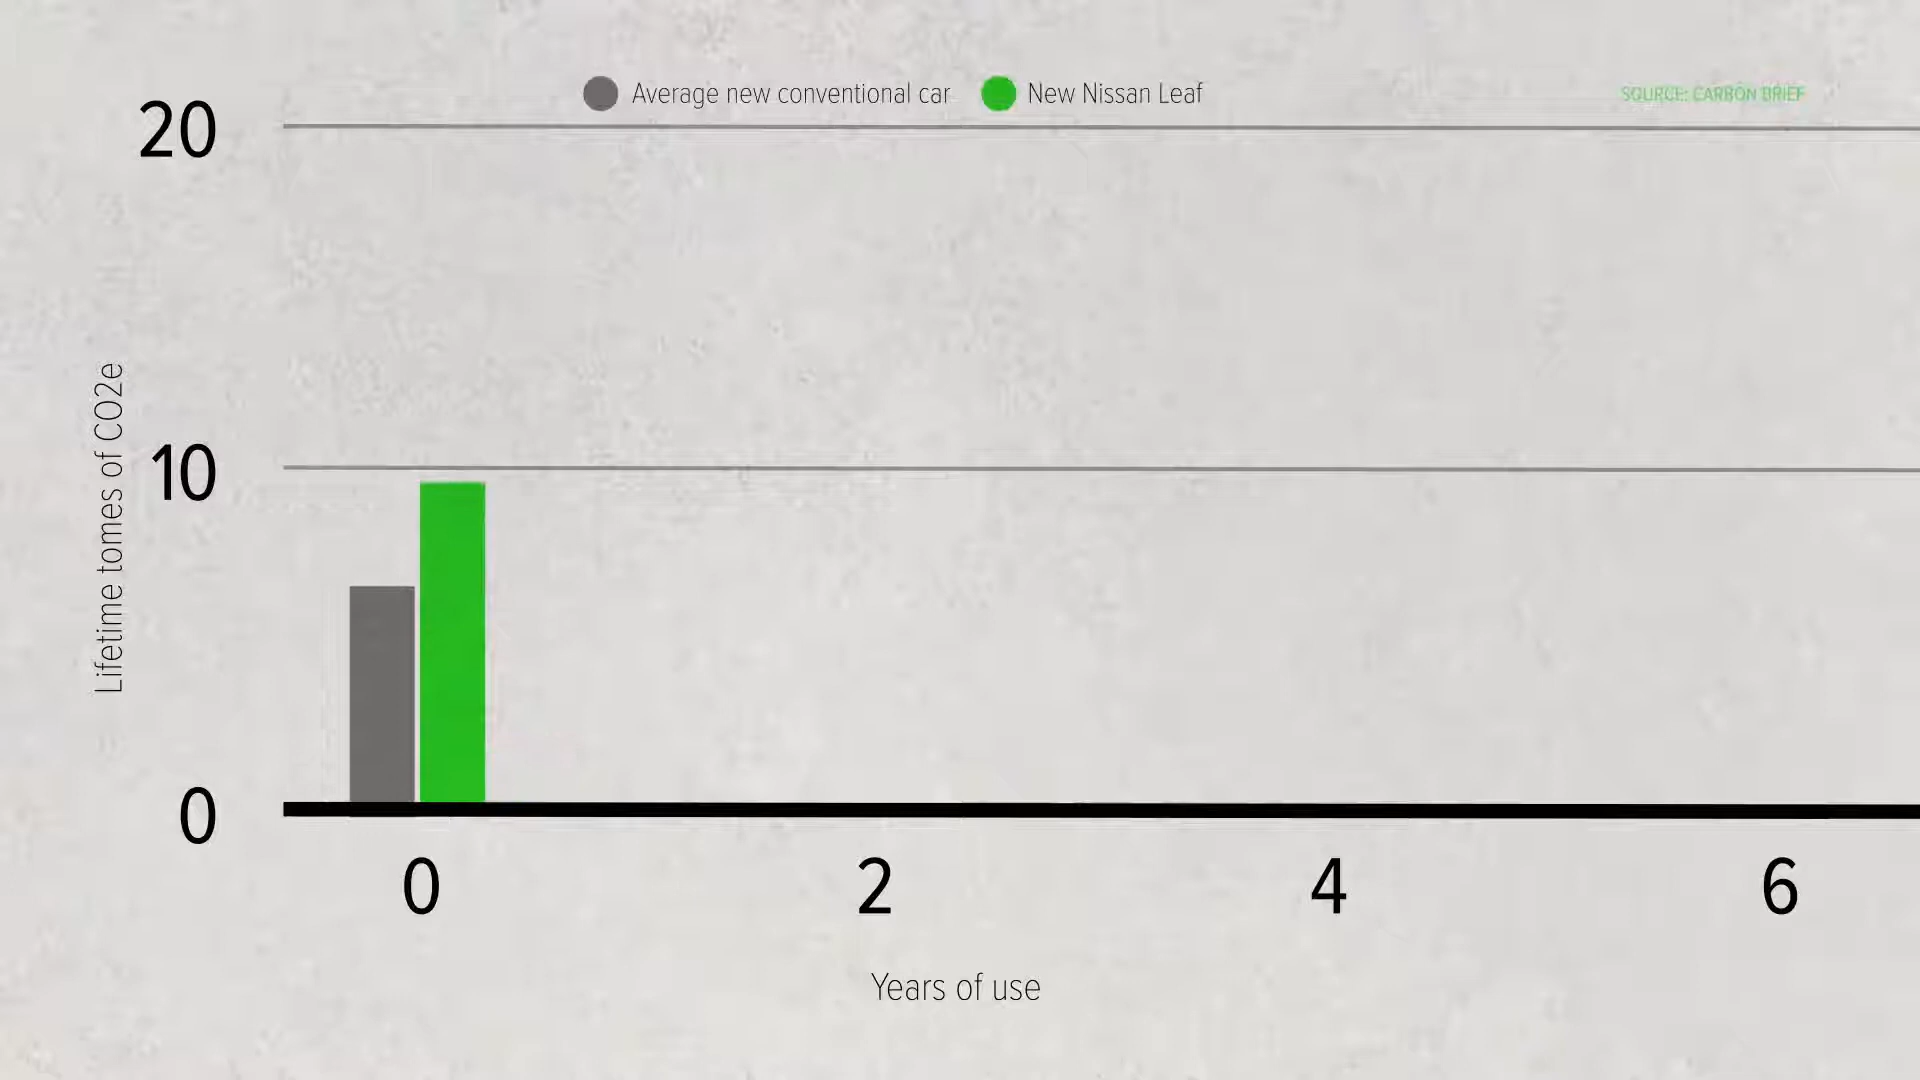 Average new conventional car
New Nissan Leaf
SOURCE: CARBON BRIEF
20
10
0
Lifetime tomes of CO2e
0 2 4 6
Years of use